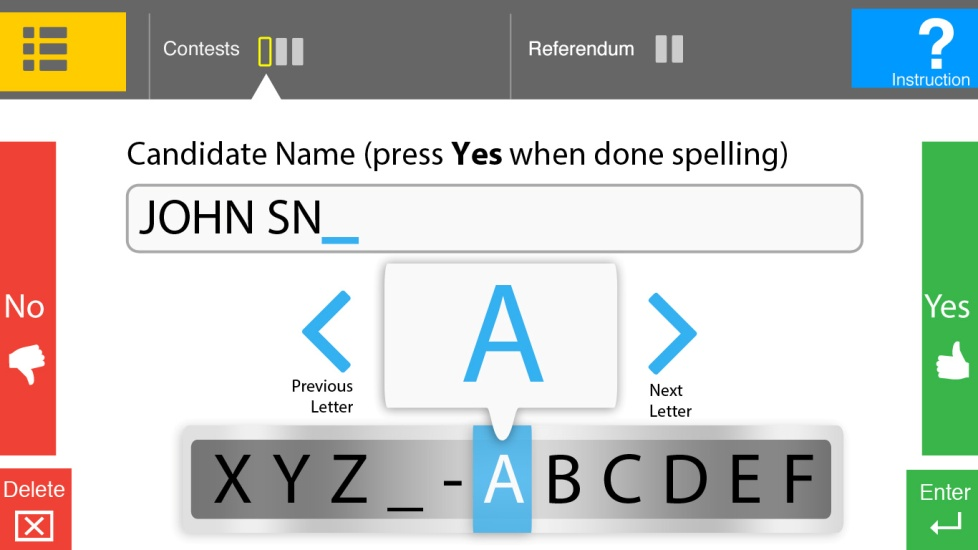 Contests
Referendum
?
Instruction
Candidate Name (press Yes when done spelling)
JOHN SN_
No
Yes
A
Previous
Letter
Next
Letter
X Y Z _ - A B C D E F
Delete
Enter